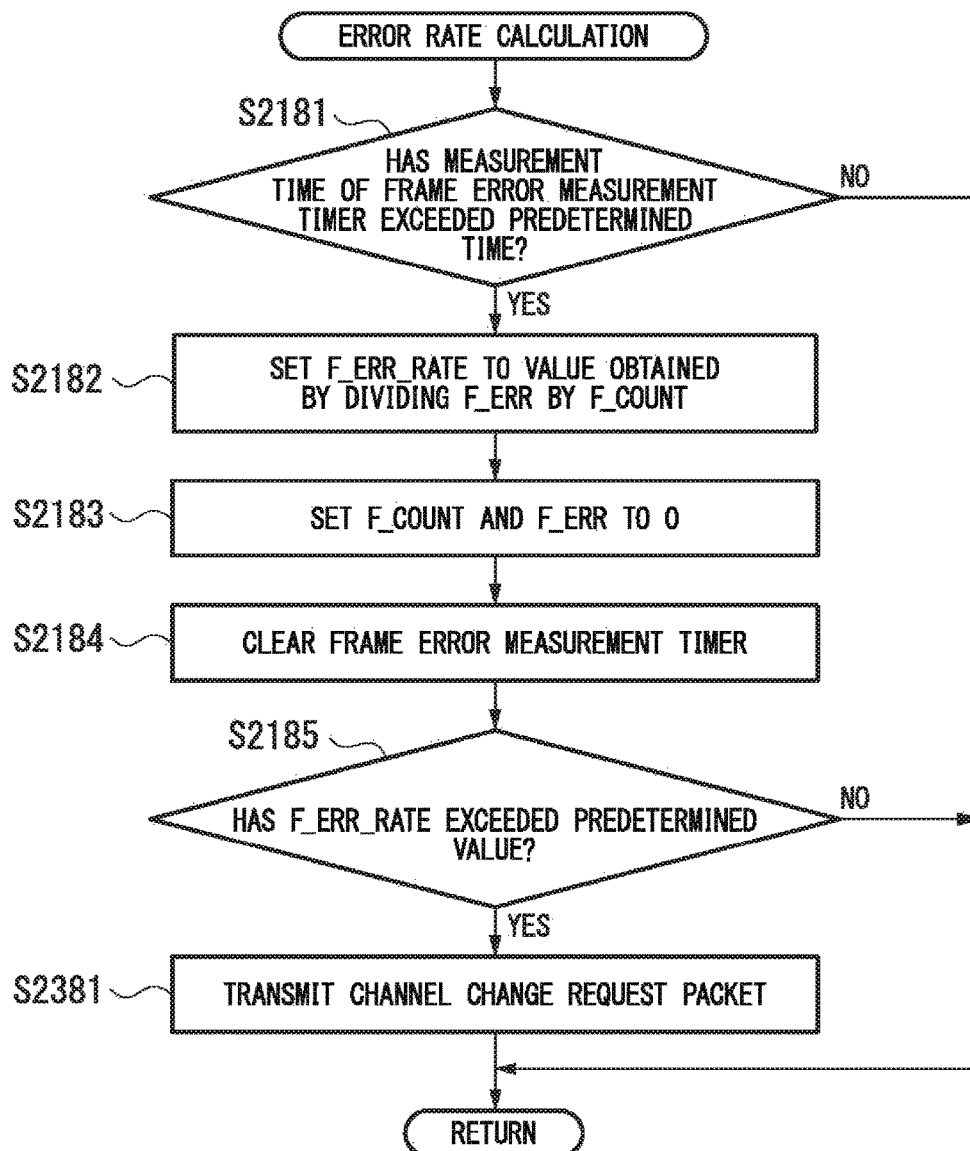 ERROR RATE CALCULATION
S2181
HAS MEASUREMENT
TIME OF FRAME ERROR MEASUREMENT
TIMER EXCEEDED PREDETERMINED
TIME?
NO
YES
S2182
SET F_ERR_RATE TO VALUE OBTAINED
BY DIVIDING F_ERR BY F_COUNT
S2183
SET F_COUNT AND F_ERR TO 0
S2184
CLEAR FRAME ERROR MEASUREMENT TIMER
S2185
HAS F_ERR_RATE EXCEEDED PREDETERMINED
VALUE?
NO
YES
S2381
TRANSMIT CHANNEL CHANGE REQUEST PACKET
RETURN